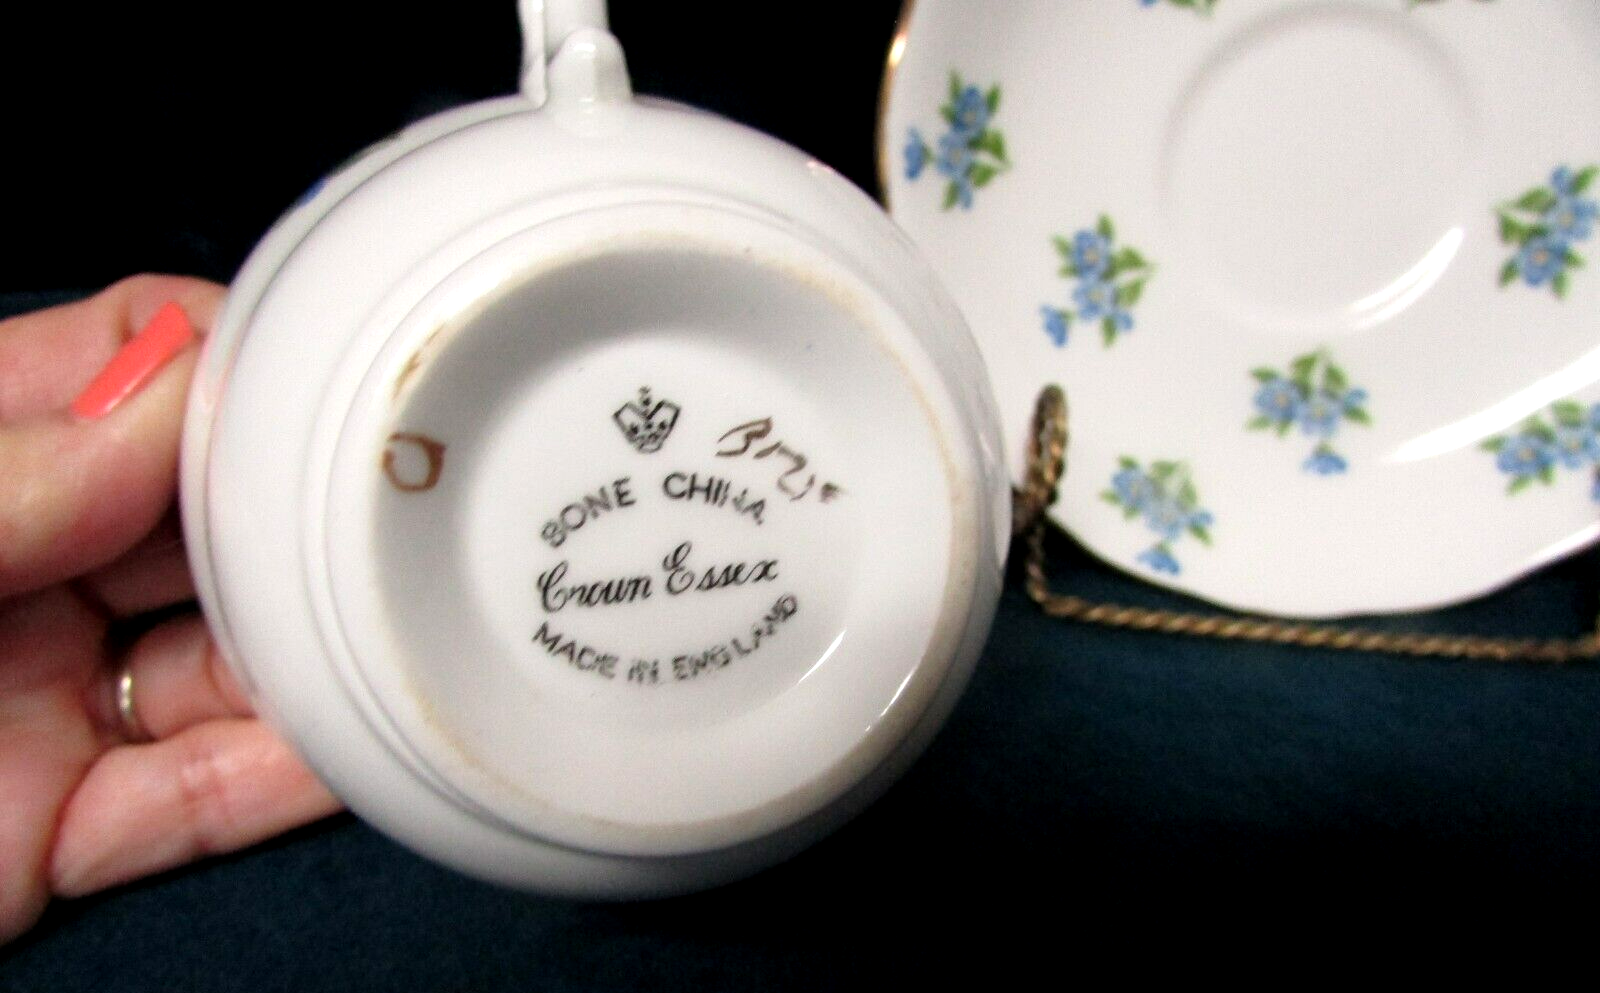 BONE CHINA
Crown Essex
MADE IN ENGLAND